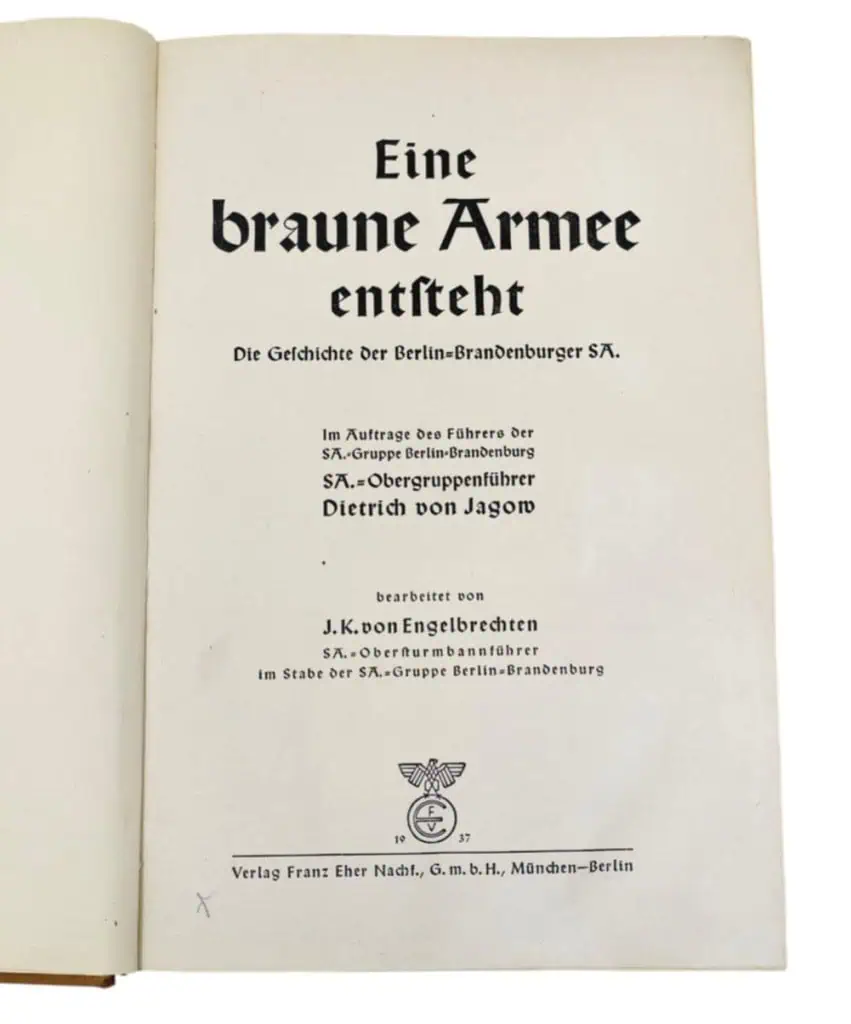 Eine
braune Armee
entſteht
Die Geſchichte der Berlin=Brandenburger SA.
Im Auftrage des Führers der
SA.=Gruppe Berlin=Brandenburg
SA.=Obergruppenführer
Dietrich von Jagow
bearbeitet von
J. K. von Engelbrechten
SA.=Oberſturmbannführer
im Stabe der SA.=Gruppe Berlin=Brandenburg
F
E
V
19 37
Verlag Franz Eher Nachf., G. m. b. H., München—Berlin
X